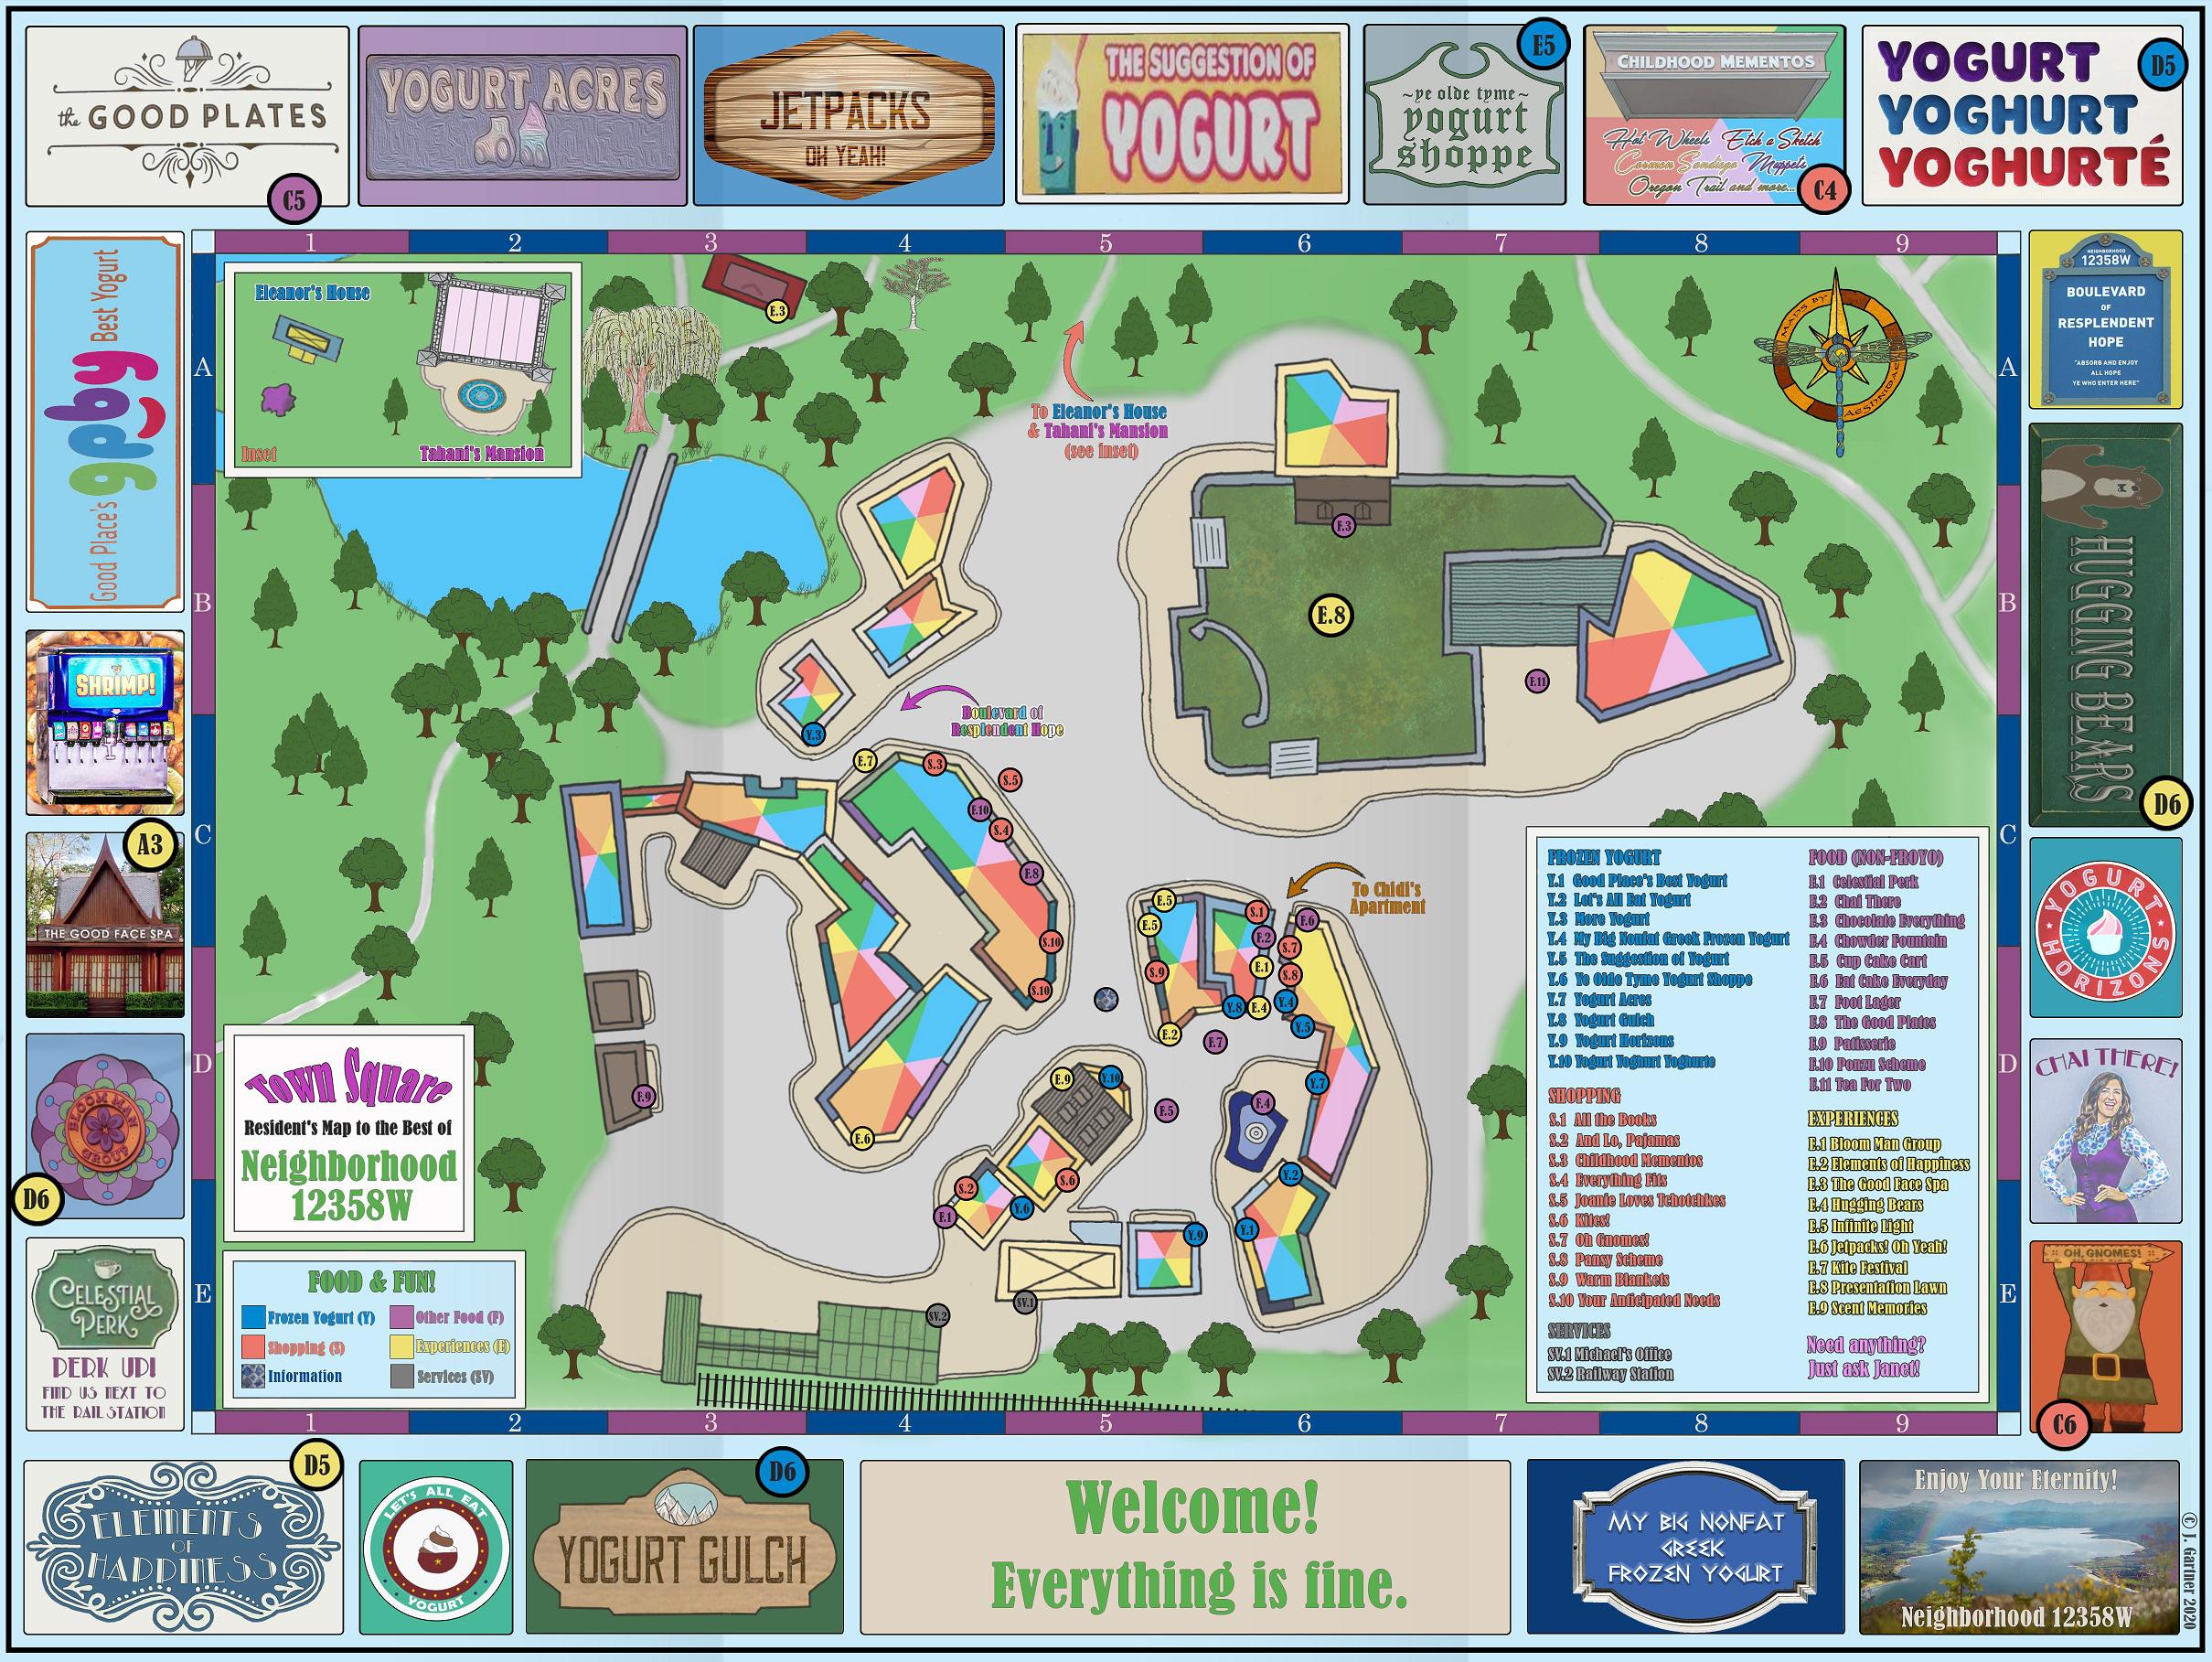 the GOOD PLATES
C5
YOGURT ACRES
JETPACKS
OH YEAH!
THE SUGGESTION OF
YOGURT
E5
~ye olde tyme~
yogurt
shoppe
CHILDHOOD MEMENTOS
Hot Wheels Etch a Sketch
Carmen Sandiego Muppets
Oregon Trail and more...
C4
YOGURT
YOGHURT
YOGHURTÉ
D5
Good Place's gpby Best Yogurt
SHRIMP!
A3
THE GOOD FACE SPA
BLOOM MAN
GROUP
D6
CELESTIAL
PERK
PERK UP!
FIND US NEXT TO
THE RAIL STATION
1 2 3 4 5 6 7 8 9
A
B
C
D
E
Eleanor's House
Inset
Tahani's Mansion
E.3
To Eleanor's House
& Tahani's Mansion
(see inset)
MAPS BY
F.3
E.8
F.11
Boulevard of
Resplendent Hope
Y.3
E.7
S.3
S.5
F.10
S.4
F.8
S.10
S.10
To Chidi's
Apartment
E.5
E.5
S.1
F.6
F.2
S.7
S.9
E.1
S.8
Y.8
E.4
Y.4
E.2
F.7
Y.5
E.9
Y.10
F.5
F.4
Y.7
F.9
E.6
S.2
S.6
Y.2
F.1
Y.6
Y.9
Y.1
SV.1
SV.2
Town Square
Resident's Map to the Best of
Neighborhood
12358W
FOOD & FUN!
Frozen Yogurt (Y)
Other Food (F)
Shopping (S)
Experiences (E)
Information
Services (SV)
FROZEN YOGURT
Y.1 Good Place's Best Yogurt
Y.2 Let's All Eat Yogurt
Y.3 More Yogurt
Y.4 My Big Nonfat Greek Frozen Yogurt
Y.5 The Suggestion of Yogurt
Y.6 Ye Olde Tyme Yogurt Shoppe
Y.7 Yogurt Acres
Y.8 Yogurt Gulch
Y.9 Yogurt Horizons
Y.10 Yogurt Yoghurt Yoghurte
SHOPPING
S.1 All the Books
S.2 And Lo, Pajamas
S.3 Childhood Mementos
S.4 Everything Fits
S.5 Joanie Loves Tchotchkes
S.6 Kites!
S.7 Oh Gnomes!
S.8 Pansy Scheme
S.9 Warm Blankets
S.10 Your Anticipated Needs
SERVICES
SV.1 Michael's Office
SV.2 Railway Station
FOOD (NON-FROYO)
F.1 Celestial Perk
F.2 Chai There
F.3 Chocolate Everything
F.4 Chowder Fountain
F.5 Cup Cake Cart
F.6 Eat Cake Everyday
F.7 Foot Lager
F.8 The Good Plates
F.9 Patisserie
F.10 Ponzu Scheme
F.11 Tea For Two
EXPERIENCES
E.1 Bloom Man Group
E.2 Elements of Happiness
E.3 The Good Face Spa
E.4 Hugging Bears
E.5 Infinite Light
E.6 Jetpacks! Oh Yeah!
E.7 Kite Festival
E.8 Presentation Lawn
E.9 Scent Memories
Need anything?
Just ask Janet!
A
B
C
D
E
1 2 3 4 5 6 7 8 9
NEIGHBORHOOD
12358W
BOULEVARD
OF
RESPLENDENT
HOPE
"ABSORB AND ENJOY
ALL HOPE
YE WHO ENTER HERE"
HUGGING BEARS
D6
YOGURT
HORIZONS
CHAI THERE!
OH, GNOMES!
C6
D5
ELEMENTS
OF
HAPPINESS
LET'S ALL EAT
YOGURT
D6
YOGURT GULCH
Welcome!
Everything is fine.
MY BIG NONFAT
GREEK
FROZEN YOGURT
Enjoy Your Eternity!
Neighborhood 12358W
© J. Gartner 2020